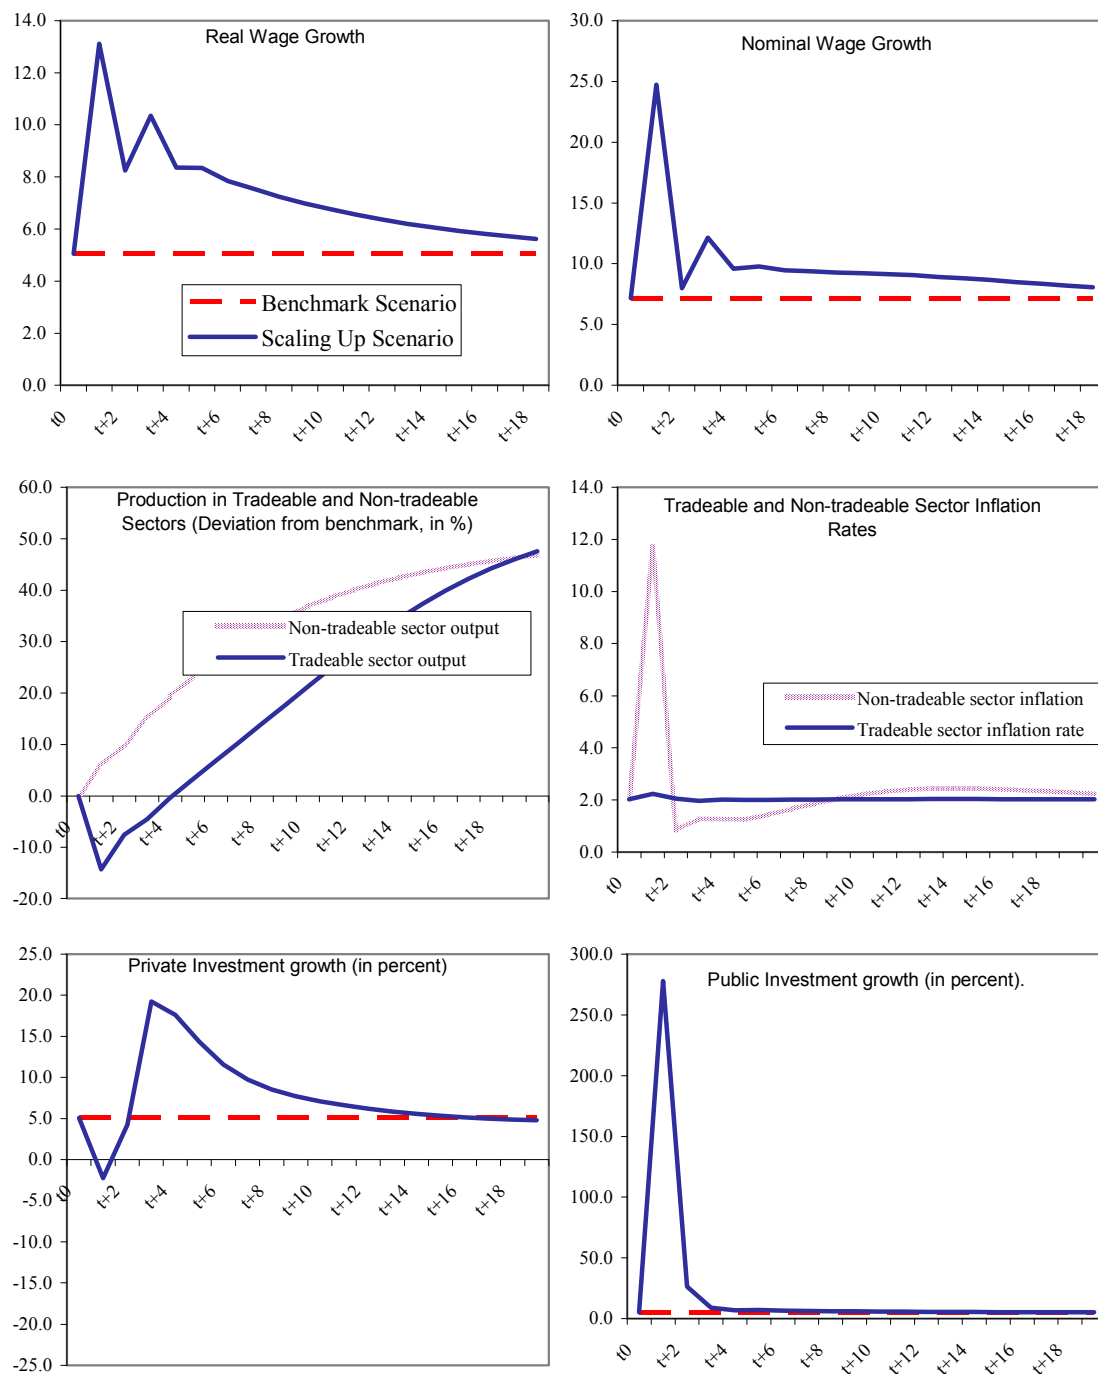 Real Wage Growth
14.0
12.0
10.0
8.0
6.0
4.0
2.0
0.0
Benchmark Scenario
Scaling Up Scenario
t0
t+2
t+4
t+6
t+8
t+10
t+12
t+14
t+16
t+18
Nominal Wage Growth
30.0
25.0
20.0
15.0
10.0
5.0
0.0
t0
t+2
t+4
t+6
t+8
t+10
t+12
t+14
t+16
t+18
Production in Tradeable and Non-tradeable
Sectors (Deviation from benchmark, in %)
60.0
50.0
40.0
30.0
20.0
10.0
0.0
-10.0
-20.0
Non-tradeable sector output
Tradeable sector output
t0
t+2
t+4
t+6
t+8
t+10
t+12
t+14
t+16
t+18
Tradeable and Non-tradeable Sector Inflation
Rates
14.0
12.0
10.0
8.0
6.0
4.0
2.0
0.0
Non-tradeable sector inflation
Tradeable sector inflation rate
t0
t+2
t+4
t+6
t+8
t+10
t+12
t+14
t+16
t+18
Private Investment growth (in percent)
25.0
20.0
15.0
10.0
5.0
0.0
-5.0
-10.0
-15.0
-20.0
-25.0
t0
t+2
t+4
t+6
t+8
t+10
t+12
t+14
t+16
t+18
Public Investment growth (in percent).
300.0
250.0
200.0
150.0
100.0
50.0
0.0
t0
t+2
t+4
t+6
t+8
t+10
t+12
t+14
t+16
t+18